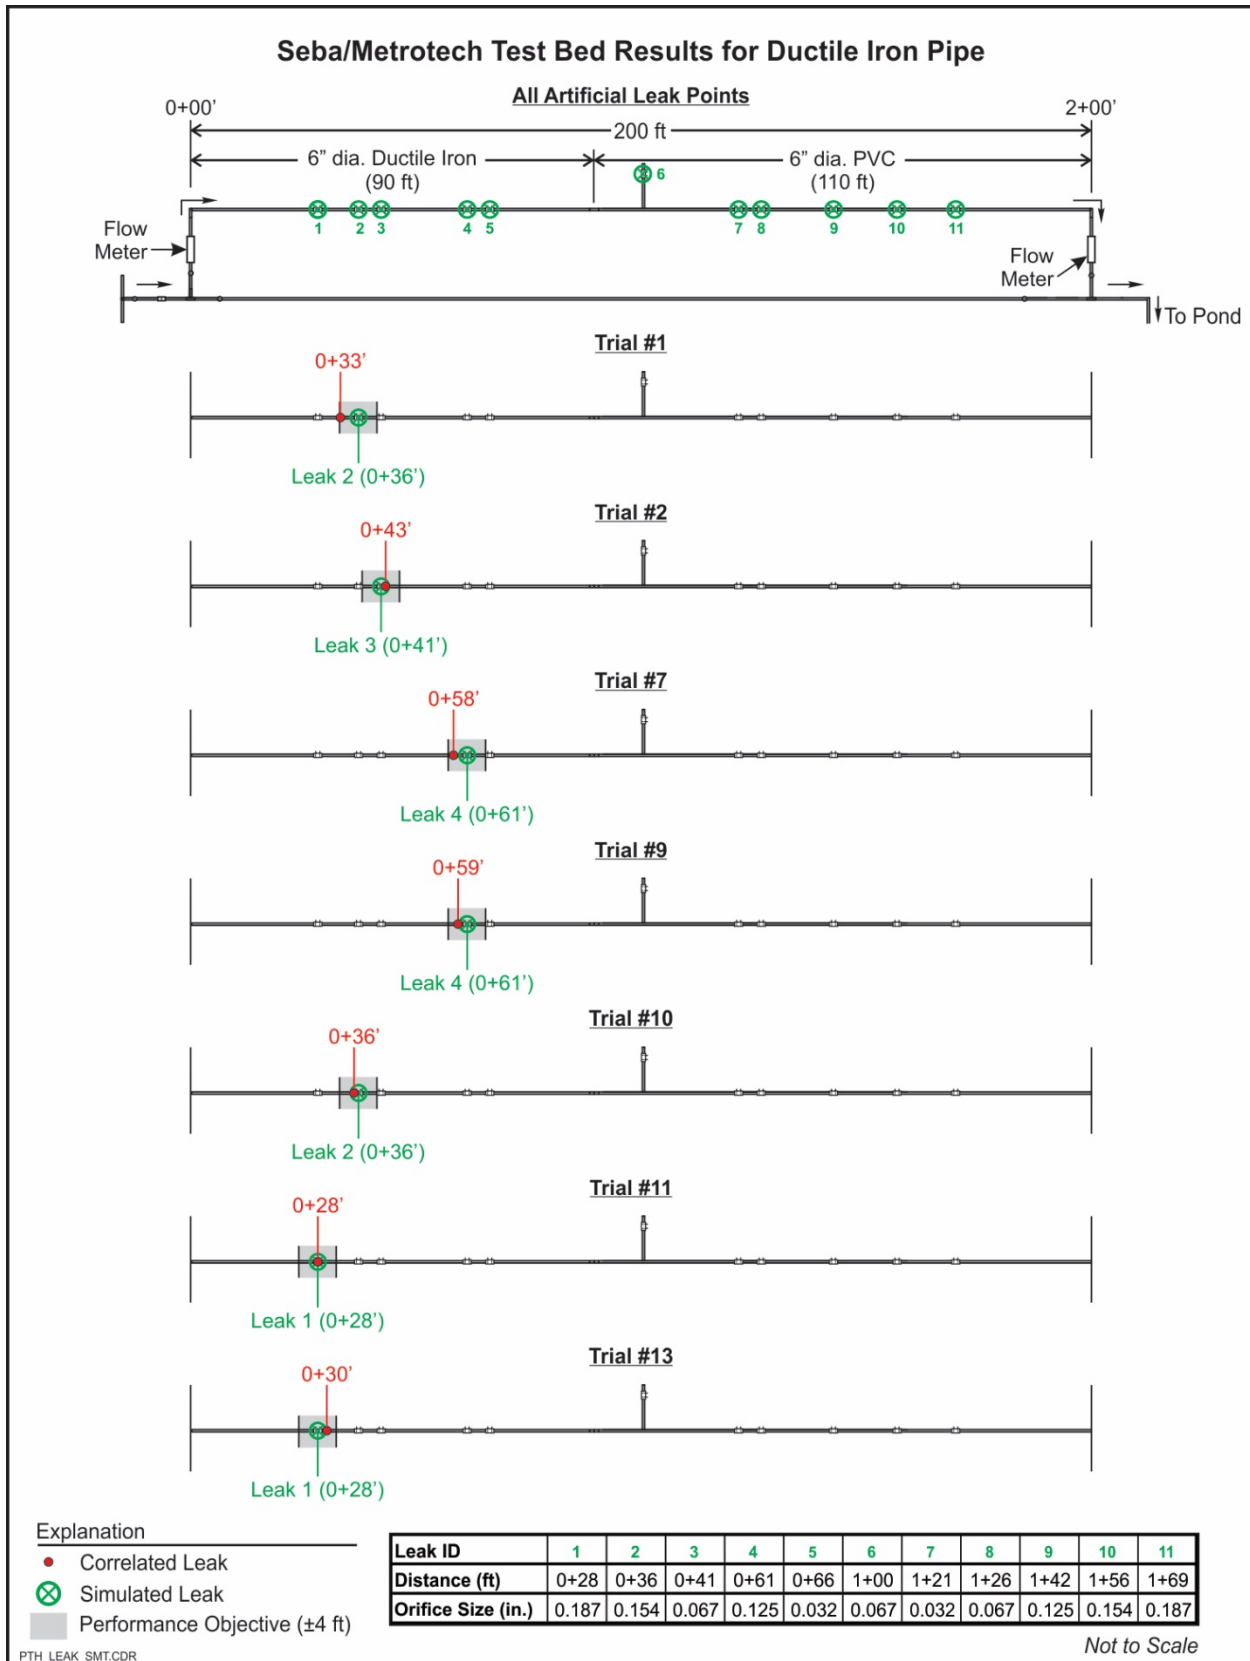 Seba/Metrotech Test Bed Results for Ductile Iron Pipe
All Artificial Leak Points
0+00’ 2+00’
200 ft
6” dia. Ductile Iron 6” dia. PVC
(90 ft) (110 ft)
6
1 2 3 4 5 7 8 9 10 11
Flow
Meter
Flow
Meter
To Pond
Trial #1
0+33’
Leak 2 (0+36’)
Trial #2
0+43’
Leak 3 (0+41’)
Trial #7
0+58’
Leak 4 (0+61’)
Trial #9
0+59’
Leak 4 (0+61’)
Trial #10
0+36’
Leak 2 (0+36’)
Trial #11
0+28’
Leak 1 (0+28’)
Trial #13
0+30’
Leak 1 (0+28’)
Explanation
Correlated Leak
Simulated Leak
Performance Objective (±4 ft)
Leak ID 1 2 3 4 5 6 7 8 9 10 11
Distance (ft) 0+28 0+36 0+41 0+61 0+66 1+00 1+21 1+26 1+42 1+56 1+69
Orifice Size (in.) 0.187 0.154 0.067 0.125 0.032 0.067 0.032 0.067 0.125 0.154 0.187
Not to Scale
PTH_LEAK_SMT.CDR